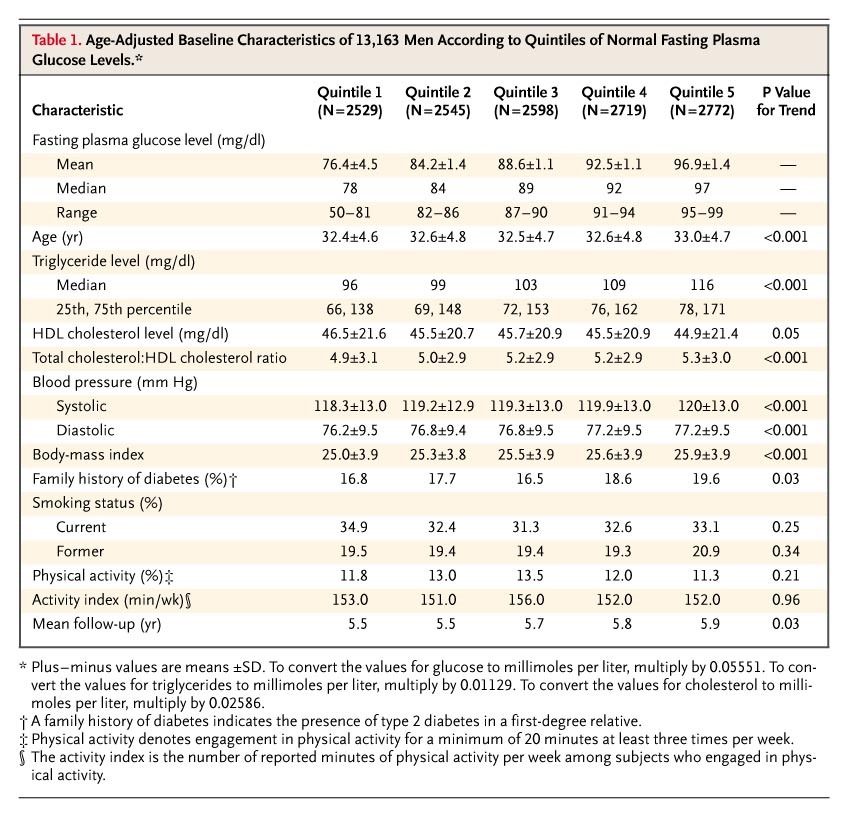 Table 1. Age-Adjusted Baseline Characteristics of 13,163 Men According to Quintiles of Normal Fasting Plasma
Glucose Levels.*
Characteristic Quintile 1 (N=2529) Quintile 2 (N=2545) Quintile 3 (N=2598) Quintile 4 (N=2719) Quintile 5 (N=2772) P Value for Trend
Fasting plasma glucose level (mg/dl)
Mean 76.4±4.5 84.2±1.4 88.6±1.1 92.5±1.1 96.9±1.4 —
Median 78 84 89 92 97 —
Range 50–81 82–86 87–90 91–94 95–99 —
Age (yr) 32.4±4.6 32.6±4.8 32.5±4.7 32.6±4.8 33.0±4.7 <0.001
Triglyceride level (mg/dl)
Median 96 99 103 109 116 <0.001
25th, 75th percentile 66, 138 69, 148 72, 153 76, 162 78, 171
HDL cholesterol level (mg/dl) 46.5±21.6 45.5±20.7 45.7±20.9 45.5±20.9 44.9±21.4 0.05
Total cholesterol:HDL cholesterol ratio 4.9±3.1 5.0±2.9 5.2±2.9 5.2±2.9 5.3±3.0 <0.001
Blood pressure (mm Hg)
Systolic 118.3±13.0 119.2±12.9 119.3±13.0 119.9±13.0 120±13.0 <0.001
Diastolic 76.2±9.5 76.8±9.4 76.8±9.5 77.2±9.5 77.2±9.5 <0.001
Body-mass index 25.0±3.9 25.3±3.8 25.5±3.9 25.6±3.9 25.9±3.9 <0.001
Family history of diabetes (%)† 16.8 17.7 16.5 18.6 19.6 0.03
Smoking status (%)
Current 34.9 32.4 31.3 32.6 33.1 0.25
Former 19.5 19.4 19.4 19.3 20.9 0.34
Physical activity (%)‡ 11.8 13.0 13.5 12.0 11.3 0.21
Activity index (min/wk)§ 153.0 151.0 156.0 152.0 152.0 0.96
Mean follow-up (yr) 5.5 5.5 5.7 5.8 5.9 0.03
* Plus–minus values are means ±SD. To convert the values for glucose to millimoles per liter, multiply by 0.05551. To con-
vert the values for triglycerides to millimoles per liter, multiply by 0.01129. To convert the values for cholesterol to milli-
moles per liter, multiply by 0.02586.
† A family history of diabetes indicates the presence of type 2 diabetes in a first-degree relative.
‡ Physical activity denotes engagement in physical activity for a minimum of 20 minutes at least three times per week.
§ The activity index is the number of reported minutes of physical activity per week among subjects who engaged in phys-
ical activity.